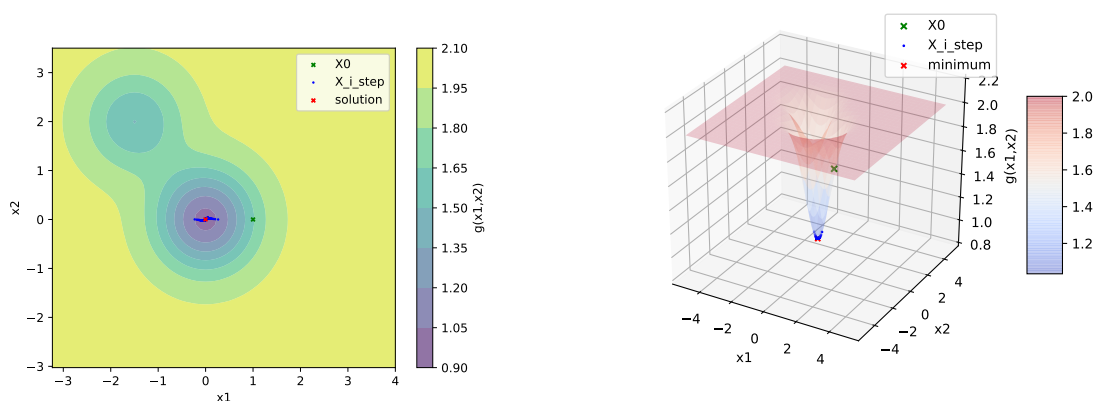 X0
X_i_step
solution
3
2
1
0
−1
−2
−3
x2
−3 −2 −1 0 1 2 3 4
x1
2.10
1.95
1.80
1.65
1.50
1.35
1.20
1.05
0.90
g(x1,x2)
X0
X_i_step
minimum
2.2
2.0
1.8
1.6
1.4
1.2
1.0
0.8
g(x1,x2)
−4 −2 0 2 4
x1
−4 −2 0 2 4
x2
2.0
1.8
1.6
1.4
1.2